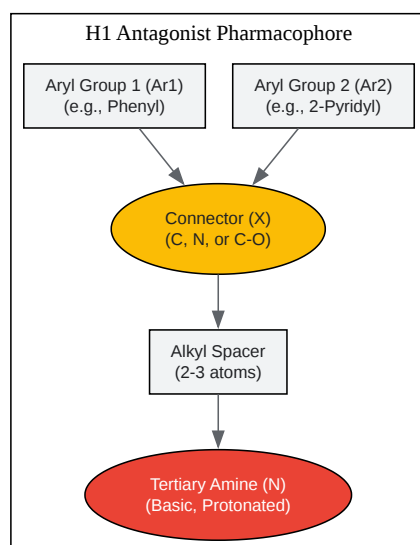 H1 Antagonist Pharmacophore
Aryl Group 1 (Ar1)
(e.g., Phenyl)
Aryl Group 2 (Ar2)
(e.g., 2-Pyridyl)
Connector (X)
(C, N, or C-O)
Alkyl Spacer
(2-3 atoms)
Tertiary Amine (N)
(Basic, Protonated)